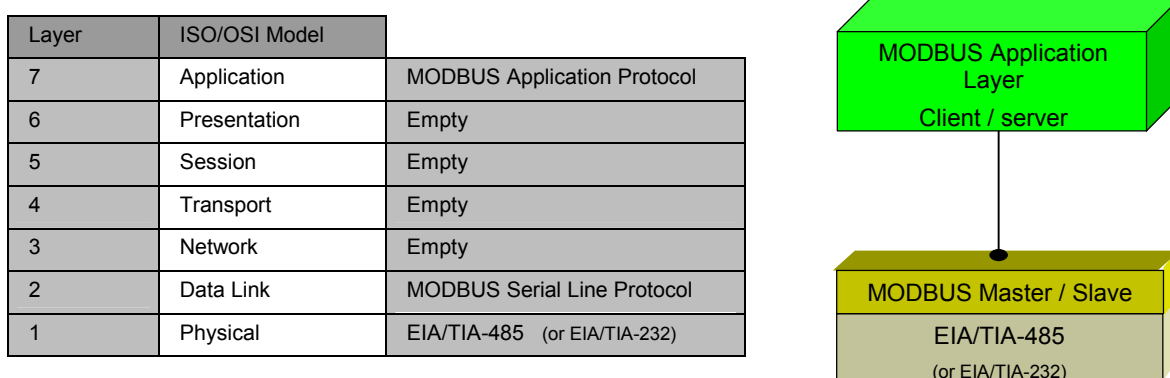 Layer ISO/OSI Model
7 Application MODBUS Application Protocol
6 Presentation Empty
5 Session Empty
4 Transport Empty
3 Network Empty
2 Data Link MODBUS Serial Line Protocol
1 Physical EIA/TIA-485 (or EIA/TIA-232)
MODBUS Application
Layer
Client / server
MODBUS Master / Slave
EIA/TIA-485
(or EIA/TIA-232)